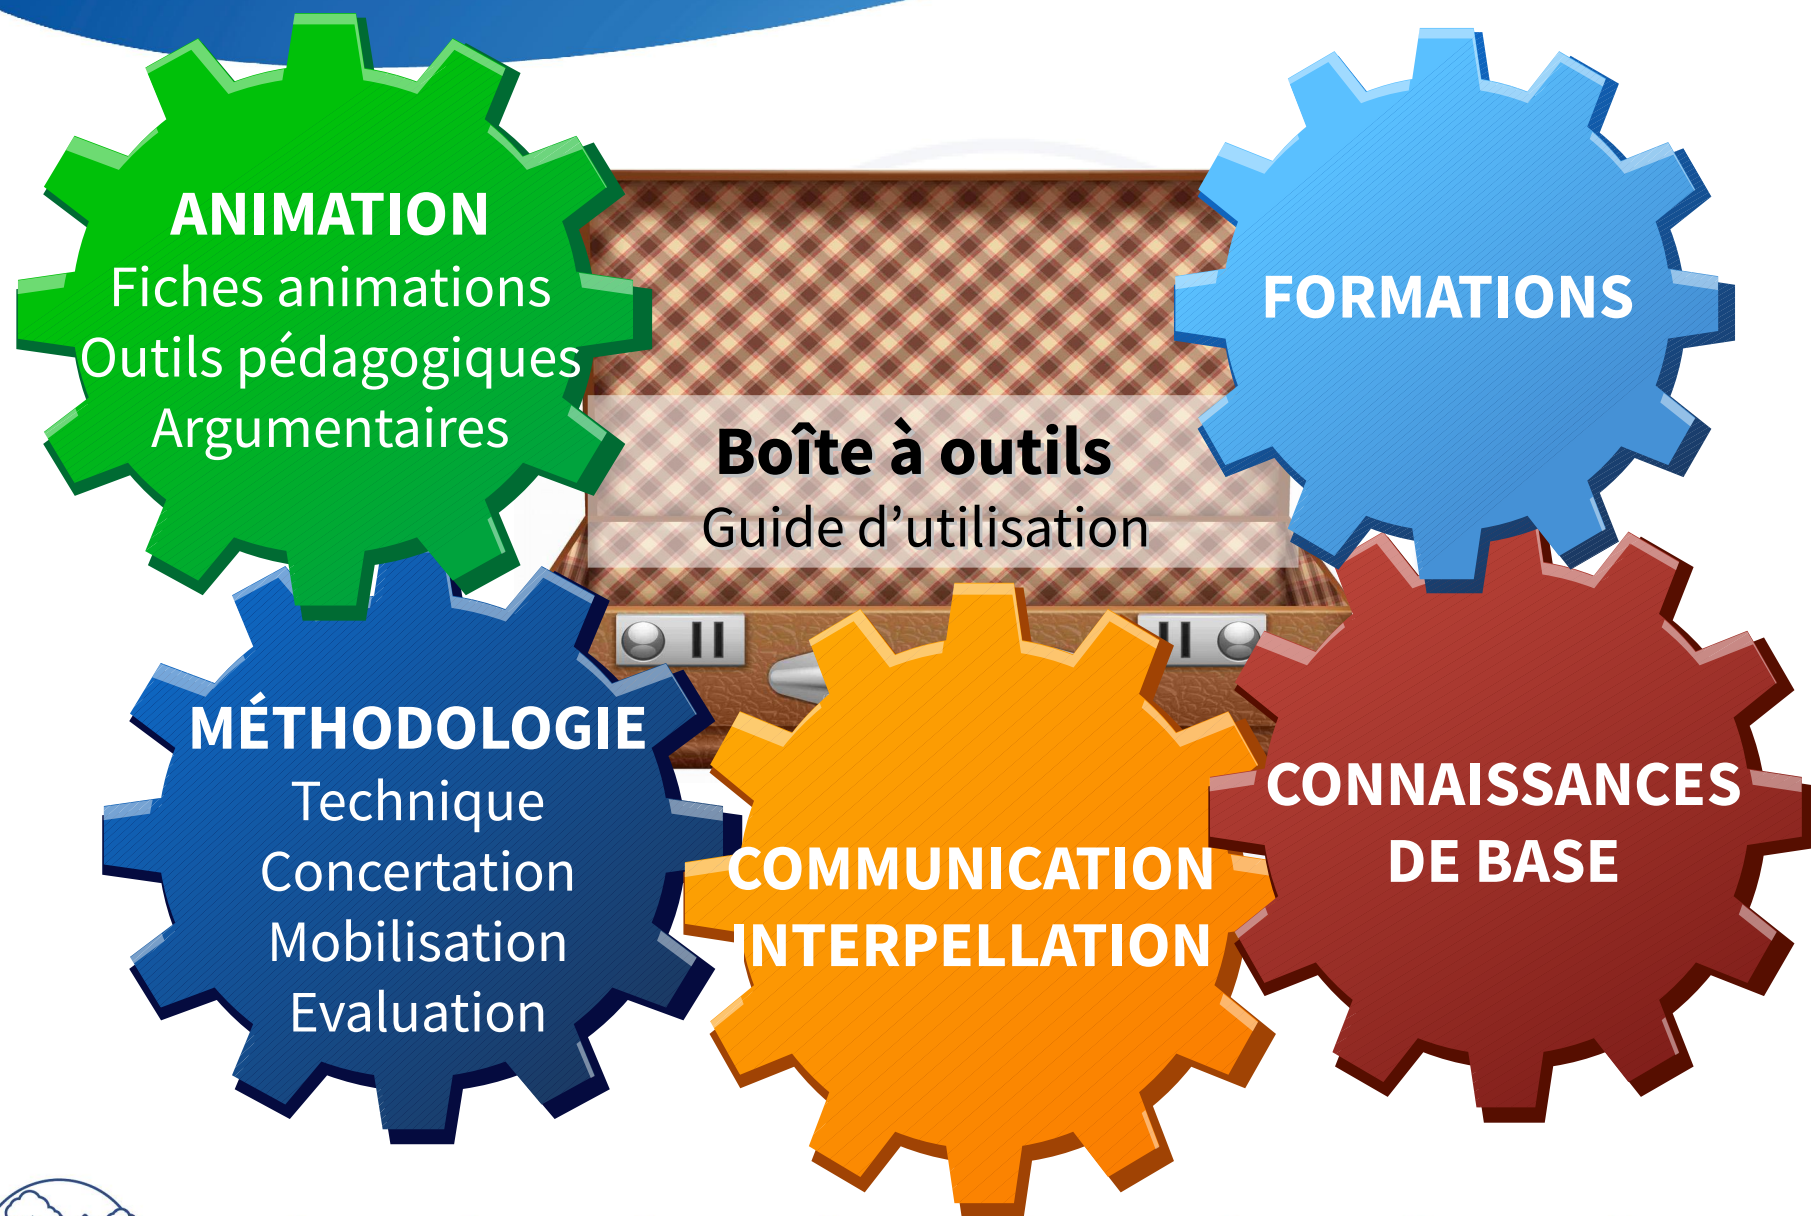 ANIMATION
Fiches animations
Outils pédagogiques
Argumentaires
FORMATIONS
Boîte à outils
Guide d’utilisation
MÉTHODOLOGIE
Technique
Concertation
Mobilisation
Evaluation
COMMUNICATION
INTERPELLATION
CONNAISSANCES
DE BASE